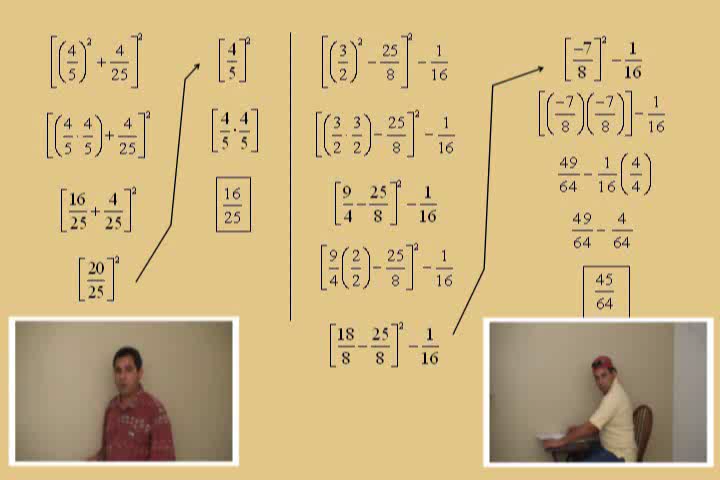 [(4/5)² + 4/25]²
[(4/5 · 4/5) + 4/25]²
[16/25 + 4/25]²
[20/25]²
[4/5]²
[4/5 · 4/5]
16/25
[(3/2)² − 25/8]² − 1/16
[(3/2 · 3/2) − 25/8]² − 1/16
[9/4 − 25/8]² − 1/16
[9/4(2/2) − 25/8]² − 1/16
[18/8 − 25/8]² − 1/16
[−7/8]² − 1/16
[(−7/8)(−7/8)] − 1/16
49/64 − 1/16(4/4)
49/64 − 4/64
45/64